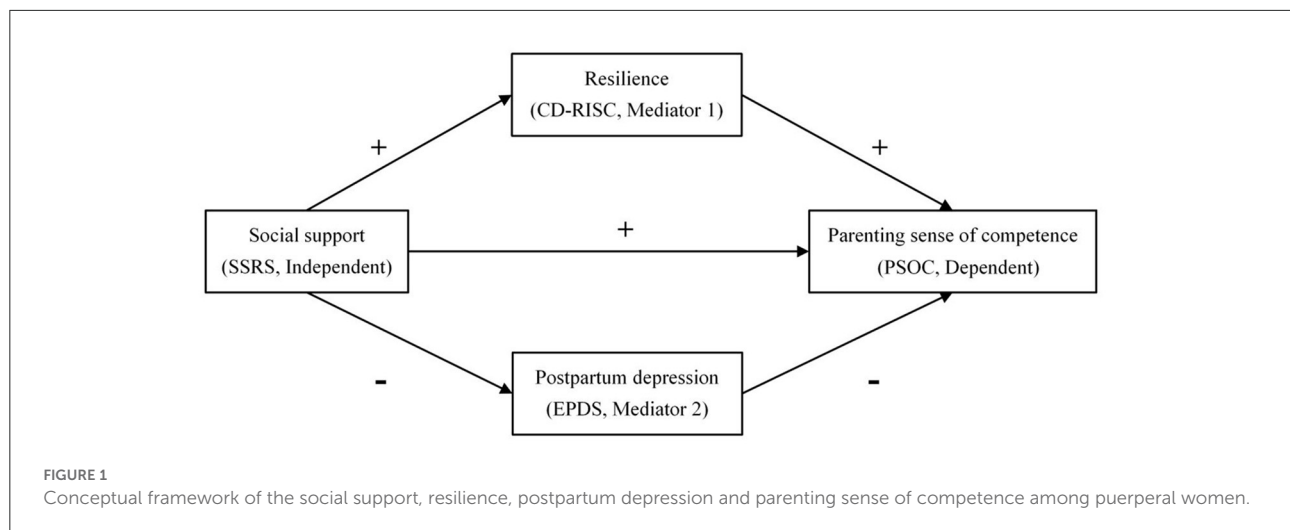 Resilience
(CD-RISC, Mediator 1)
+
+
Social support
(SSRS, Independent)
+
Parenting sense of competence
(PSOC, Dependent)
-
-
Postpartum depression
(EPDS, Mediator 2)
FIGURE 1
Conceptual framework of the social support, resilience, postpartum depression and parenting sense of competence among puerperal women.